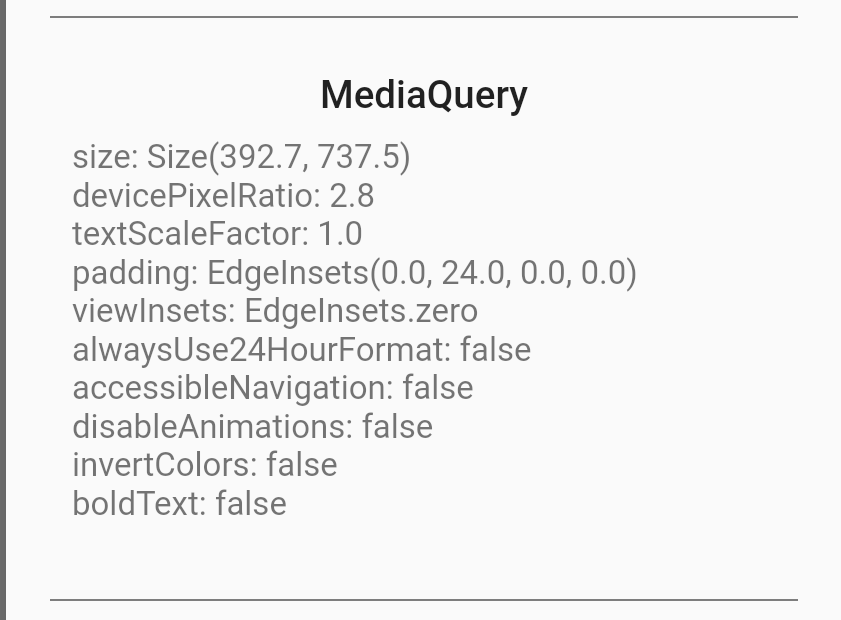 MediaQuery
size: Size(392.7, 737.5)
devicePixelRatio: 2.8
textScaleFactor: 1.0
padding: EdgeInsets(0.0, 24.0, 0.0, 0.0)
viewInsets: EdgeInsets.zero
alwaysUse24HourFormat: false
accessibleNavigation: false
disableAnimations: false
invertColors: false
boldText: false